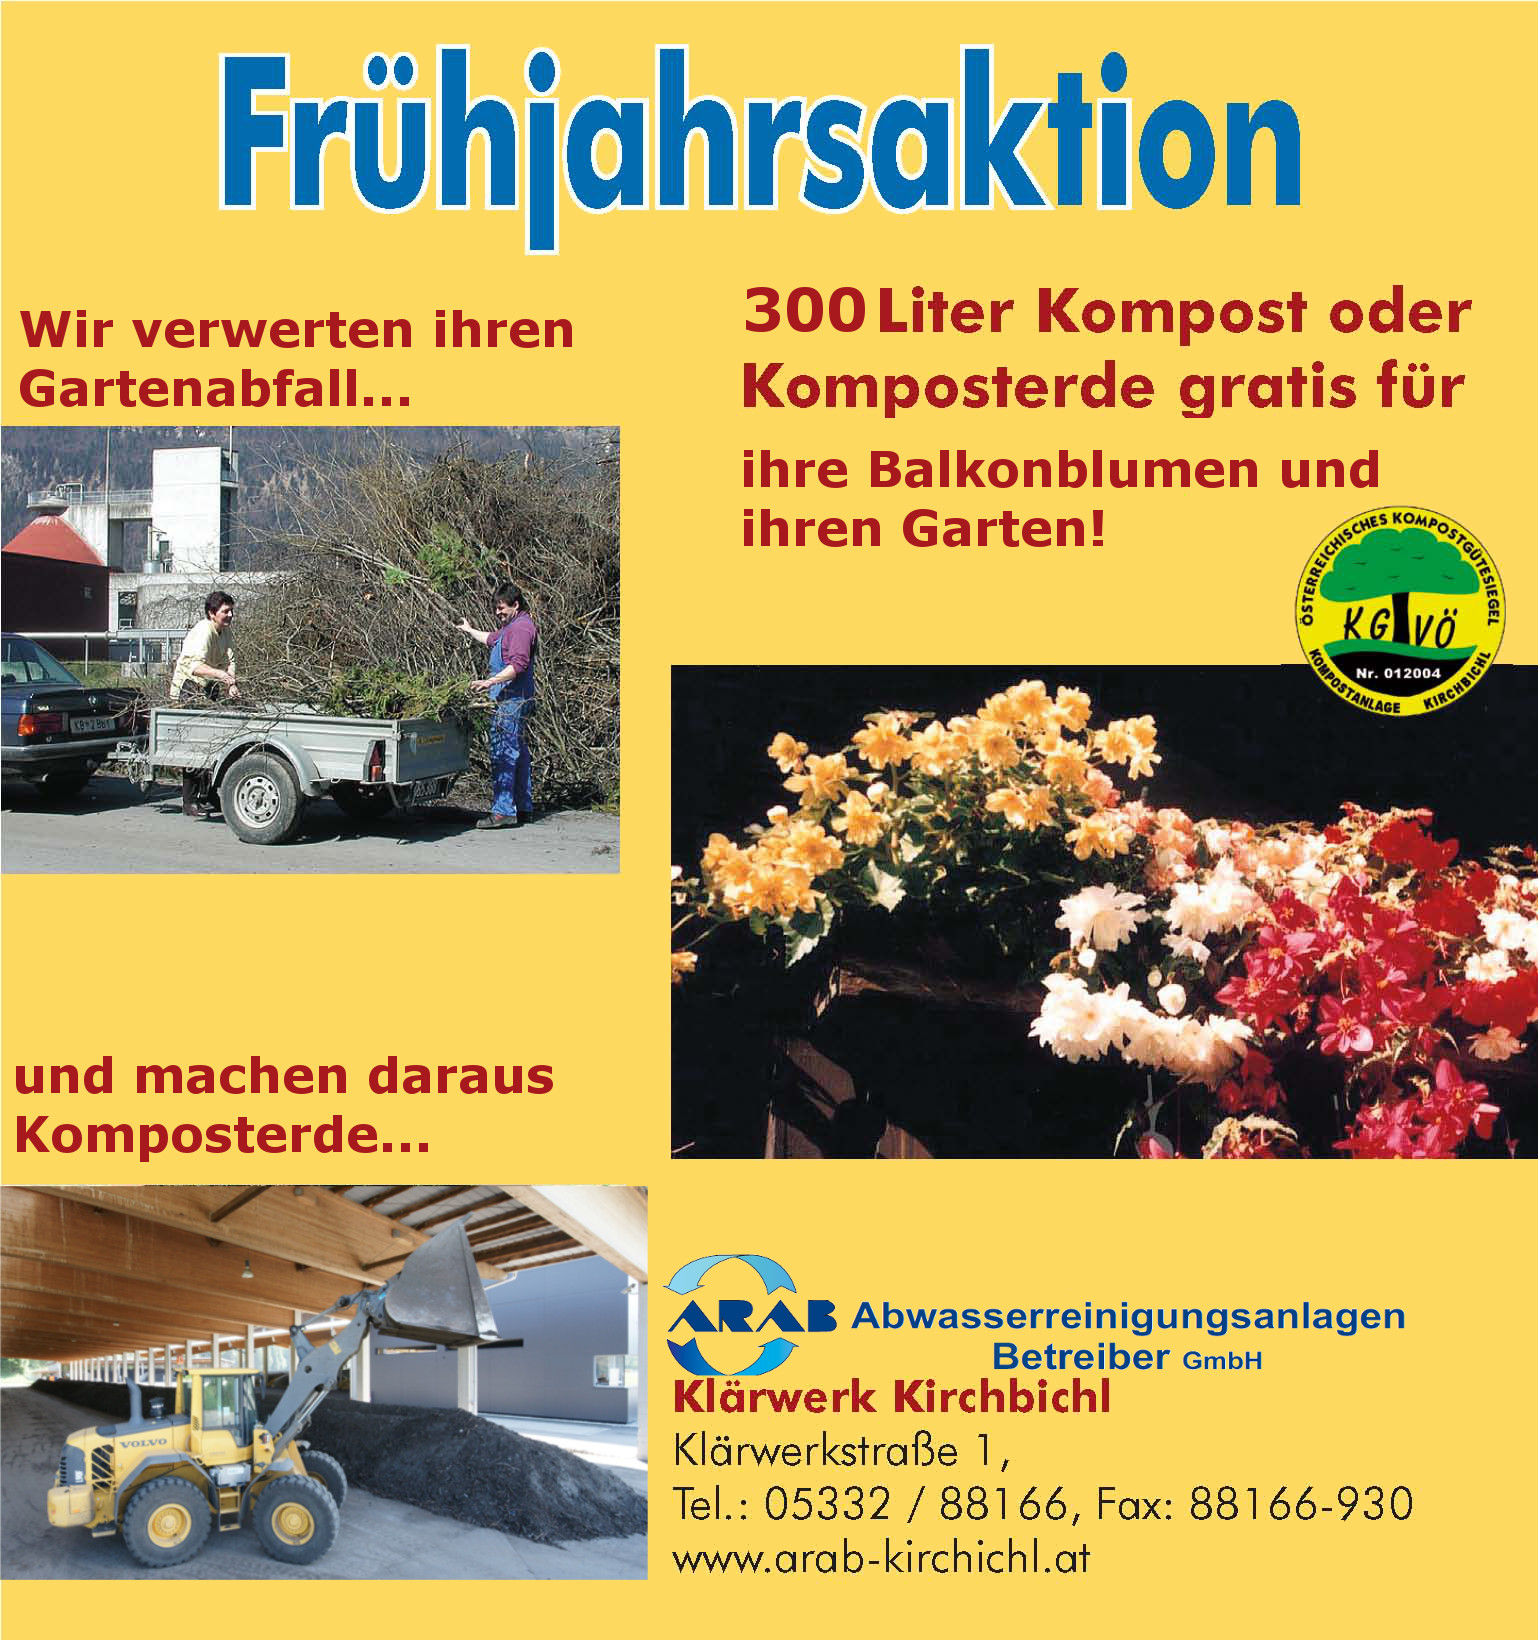 Frühjahrsaktion
Wir verwerten ihren
Gartenabfall...
300 Liter Kompost oder
Komposterde gratis für
ihre Balkonblumen und
ihren Garten!
ÖSTERREICHISCHES KOMPOSTGÜTESIEGEL
KGVÖ
Nr. 012004
KOMPOSTANLAGE KIRCHBICHL
und machen daraus
Komposterde...
VOLVO
ARAB
Abwasserreinigungsanlagen
Betreiber GmbH
Klärwerk Kirchbichl
Klärwerkstraße 1,
Tel.: 05332 / 88166, Fax: 88166-930
www.arab-kirchichl.at